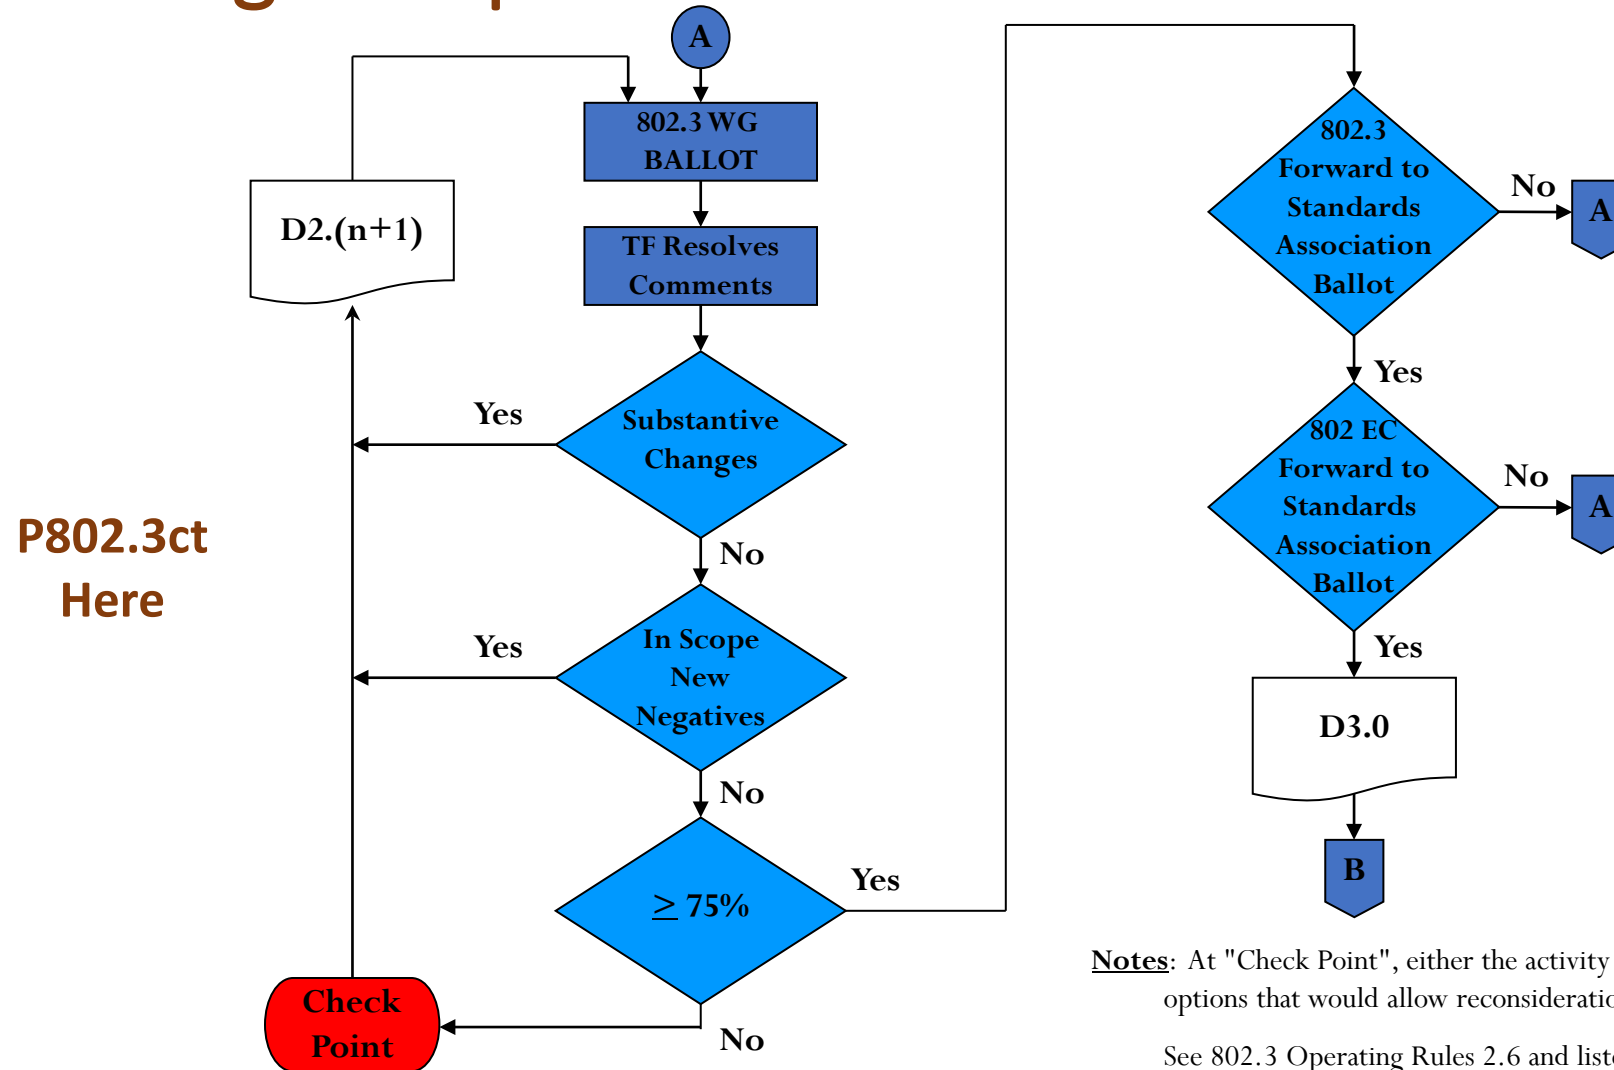 A
802.3 WG
BALLOT
TF Resolves
Comments
D2.(n+1)
Substantive
Changes
Yes
No
P802.3ct
Here
In Scope
New
Negatives
Yes
No
≥ 75%
Yes
No
Check
Point
802.3
Forward to
Standards
Association
Ballot
No
A
Yes
802 EC
Forward to
Standards
Association
Ballot
No
A
Yes
D3.0
B
Notes: At "Check Point", either the activity
options that would allow
See 802.3 Operating Rules 2.6 and